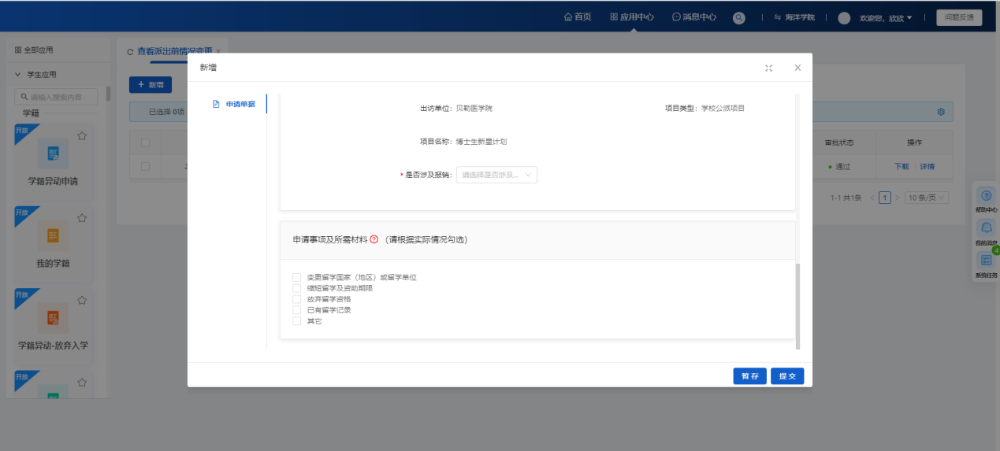 首页 应用中心 消息中心 海洋学院 欢迎您, 欣欣 问题反馈
全部应用
查看派出前情况变更 ×
学生应用
+ 新增
请输入搜索内容
学籍
已选择 0项
开放
学籍异动申请
开放
我的学籍
开放
学籍异动-放弃入学
开放
新增
申请单据
出访单位: 贝勒医学院 项目类型: 学校公派项目
项目名称: 博士生新星计划
* 是否涉及报销: 请选择是否涉及...
申请事项及所需材料 (请根据实际情况勾选)
变更留学国家(地区)或留学单位
缩短留学及资助期限
放弃留学资格
已有留学记录
其它
暂存 提交
审批状态 操作
2 通过 下载 详情
1-1 共1条 < 1 > 10 条/页
帮助中心
我的消息
4
系统任务